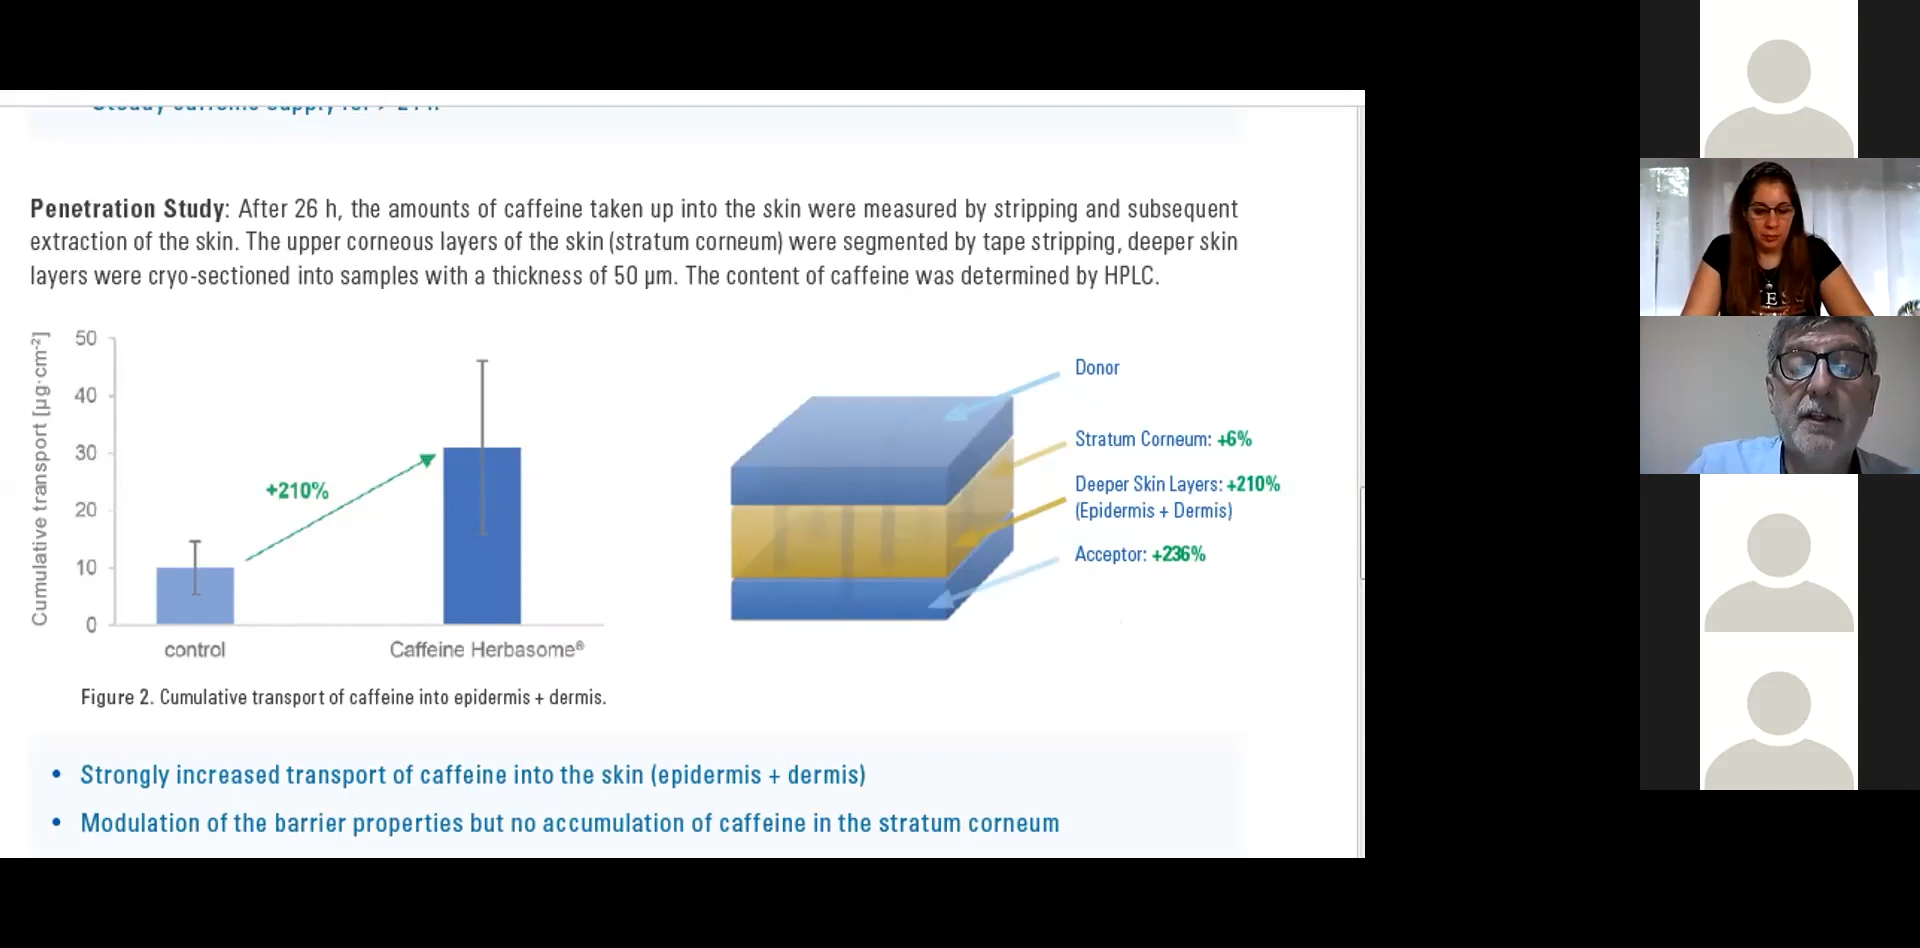 Steady caffeine supply for > 24 h
Penetration Study: After 26 h, the amounts of caffeine taken up into the skin were measured by stripping and subsequent
extraction of the skin. The upper corneous layers of the skin (stratum corneum) were segmented by tape stripping, deeper skin
layers were cryo-sectioned into samples with a thickness of 50 µm. The content of caffeine was determined by HPLC.
Cumulative transport [µg·cm⁻²]
50
40
30
20
10
0
+210%
control
Caffeine Herbasome®
Figure 2. Cumulative transport of caffeine into epidermis + dermis.
Donor
Stratum Corneum: +6%
Deeper Skin Layers: +210%
(Epidermis + Dermis)
Acceptor: +236%
• Strongly increased transport of caffeine into the skin (epidermis + dermis)
• Modulation of the barrier properties but no accumulation of caffeine in the stratum corneum